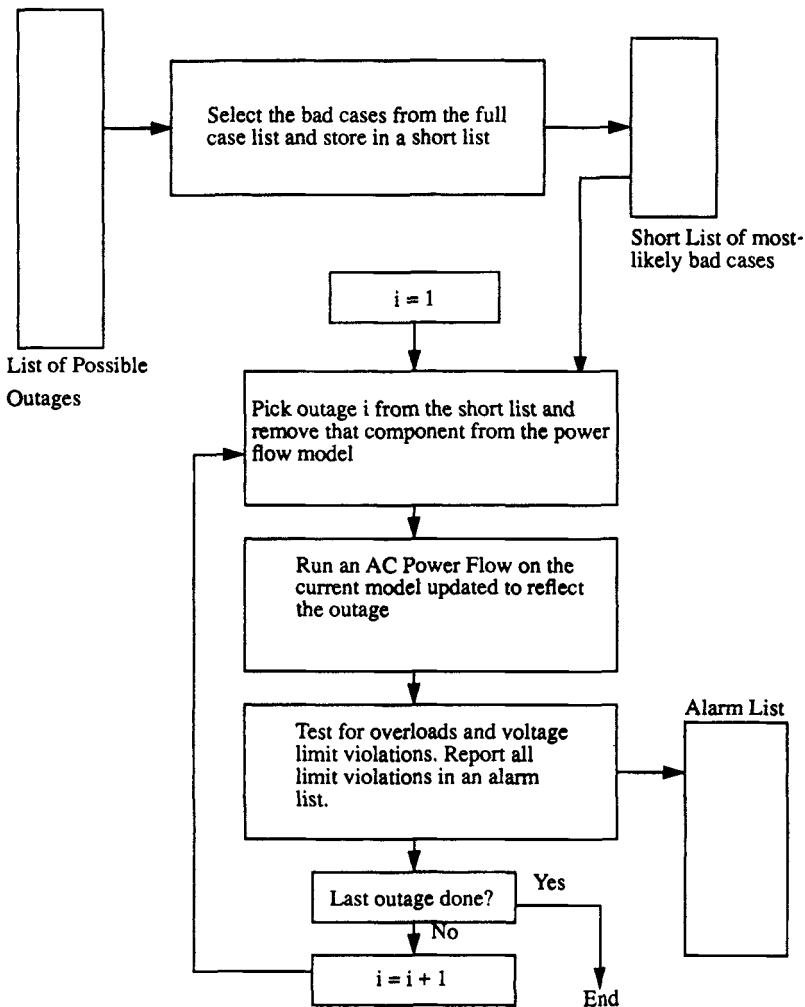 Select the bad cases from the full
case list and store in a short list
Short List of most-
likely bad cases
i = 1
List of Possible
Outages
Pick outage i from the short list and
remove that component from the power
flow model
Run an AC Power Flow on the
current model updated to reflect
the outage
Alarm List
Test for overloads and voltage
limit violations. Report all
limit violations in an alarm
list.
Last outage done?
Yes
No
i = i + 1
End